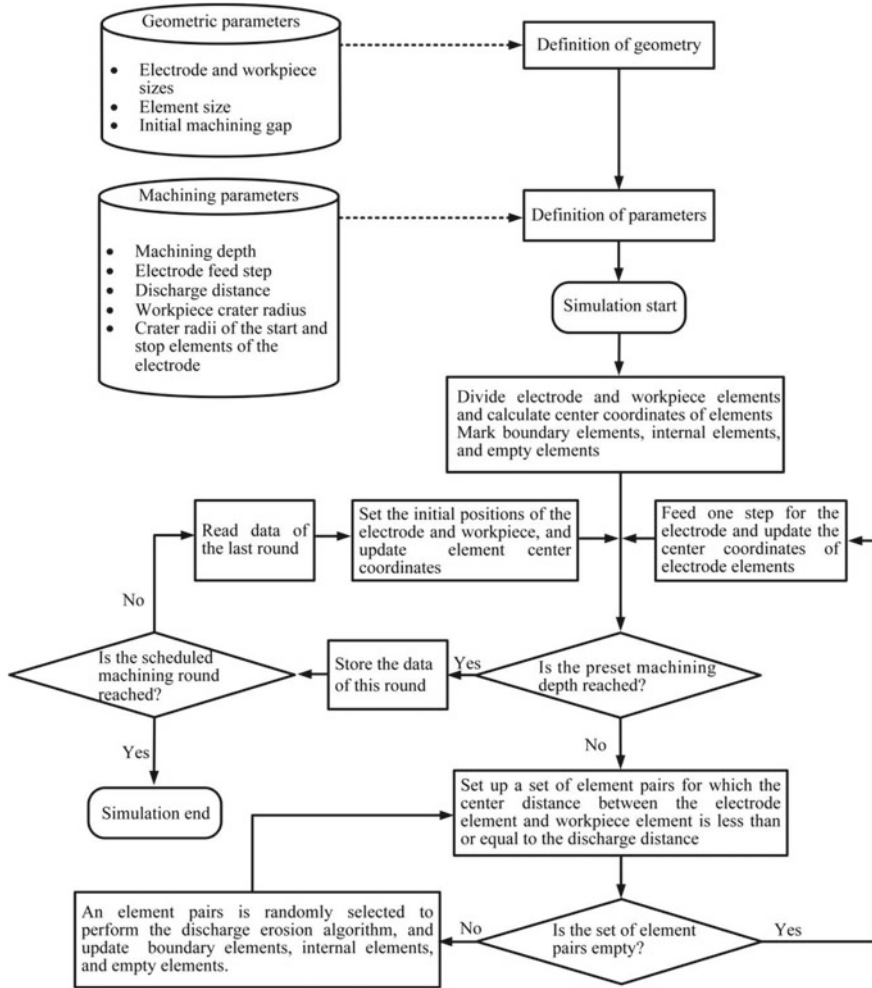 Geometric parameters
• Electrode and workpiece
sizes
• Element size
• Initial machining gap
Definition of geometry
Machining parameters
• Machining depth
• Electrode feed step
• Discharge distance
• Workpiece crater radius
• Crater radii of the start and
stop elements of the
electrode
Definition of parameters
Simulation start
Divide electrode and workpiece elements
and calculate center coordinates of elements
Mark boundary elements, internal elements,
and empty elements
Read data of
the last round
Set the initial positions of the
electrode and workpiece, and
update element center
coordinates
Feed one step for the
electrode and update the
center coordinates of
electrode elements
No
Is the scheduled
machining round
reached?
Store the data
of this round
Yes
Is the preset machining
depth reached?
Yes
No
Simulation end
Set up a set of element pairs for which the
center distance between the electrode
element and workpiece element is less than
or equal to the discharge distance
An element pairs is randomly selected to
perform the discharge erosion algorithm, and
update boundary elements, internal elements,
and empty elements.
No
Is the set of element
pairs empty?
Yes